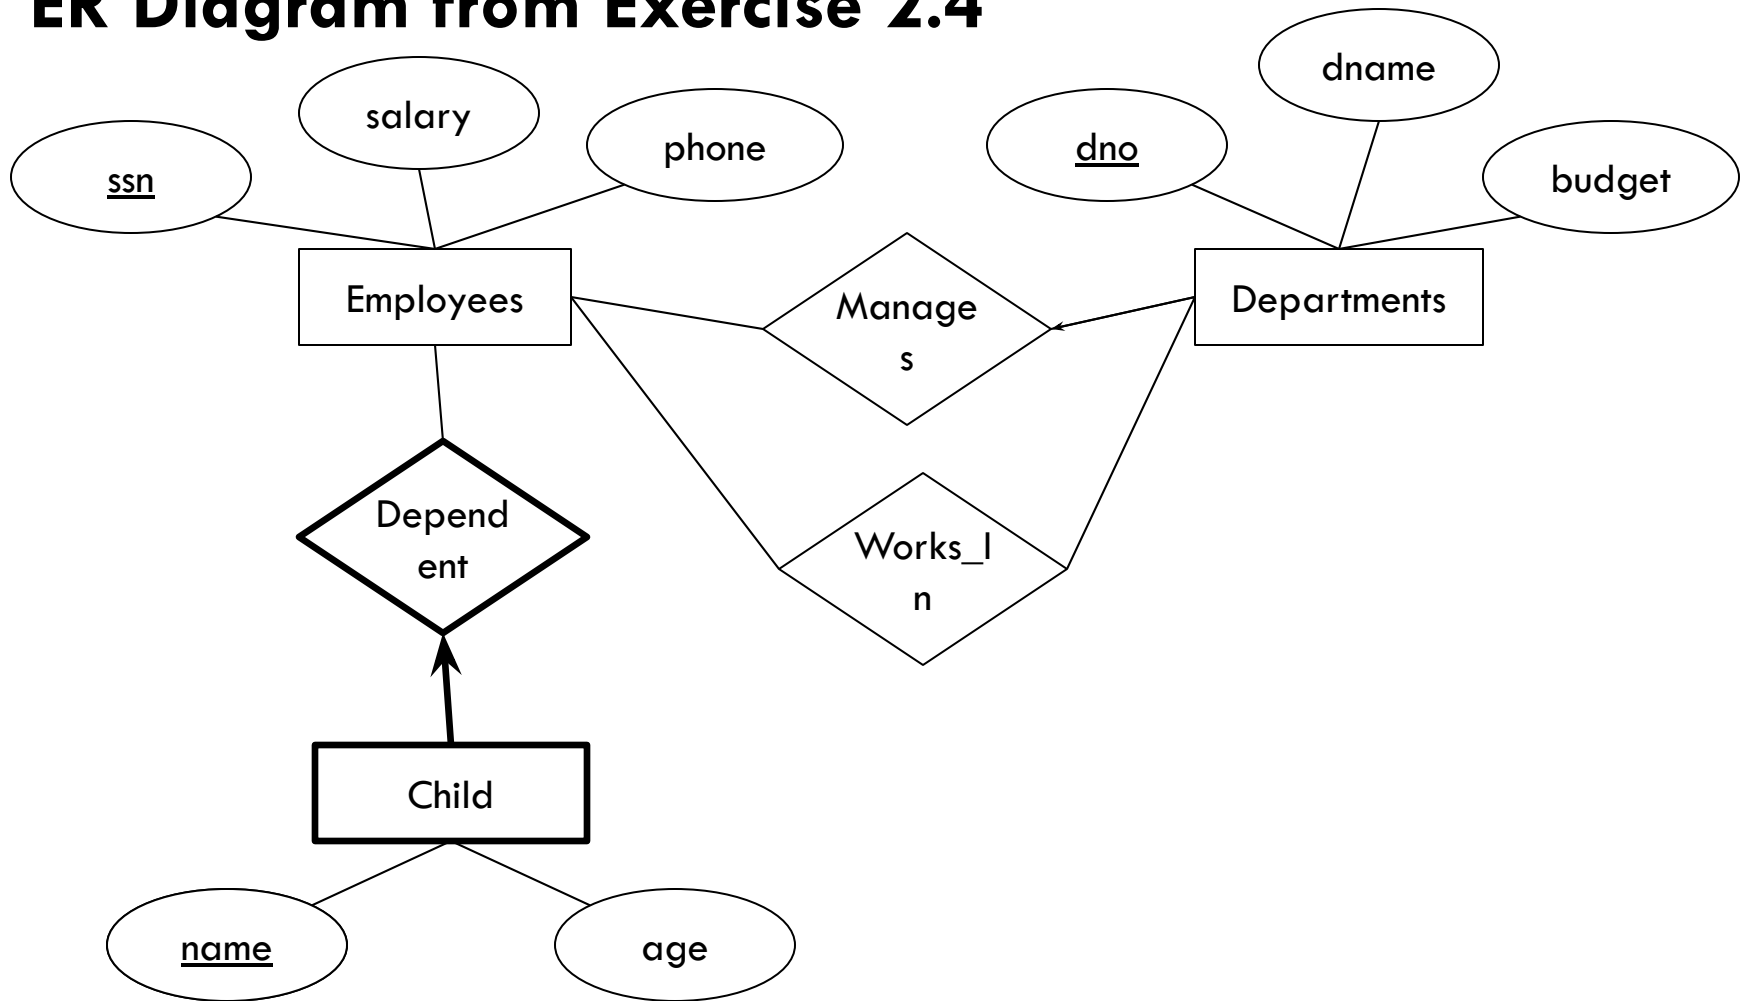 ER Diagram from Exercise 2.4
dname
salary
phone
dno
ssn
budget
Employees
Manage
s
Departments
Depend
ent
Works_I
n
Child
name
age